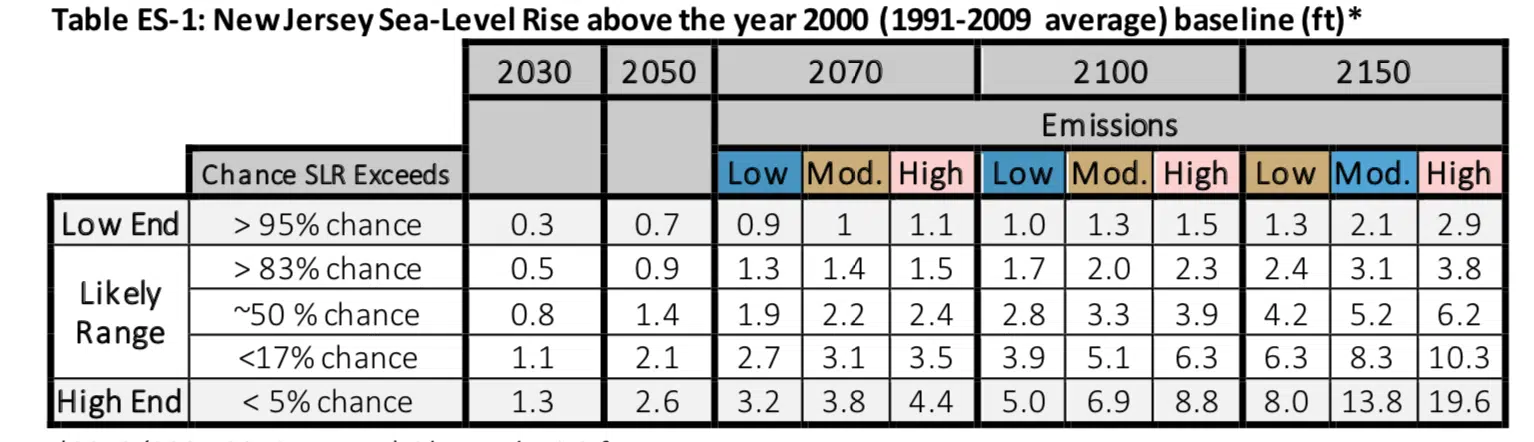 Table ES-1: New Jersey Sea-Level Rise above the year 2000 (1991-2009 average) baseline (ft)*
2030 2050 2070 2100 2150
Emissions
Chance SLR Exceeds Low Mod. High Low Mod. High Low Mod. High
Low End > 95% chance 0.3 0.7 0.9 1 1.1 1.0 1.3 1.5 1.3 2.1 2.9
Likely Range > 83% chance 0.5 0.9 1.3 1.4 1.5 1.7 2.0 2.3 2.4 3.1 3.8
~50 % chance 0.8 1.4 1.9 2.2 2.4 2.8 3.3 3.9 4.2 5.2 6.2
<17% chance 1.1 2.1 2.7 3.1 3.5 3.9 5.1 6.3 6.3 8.3 10.3
High End < 5% chance 1.3 2.6 3.2 3.8 4.4 5.0 6.9 8.8 8.0 13.8 19.6